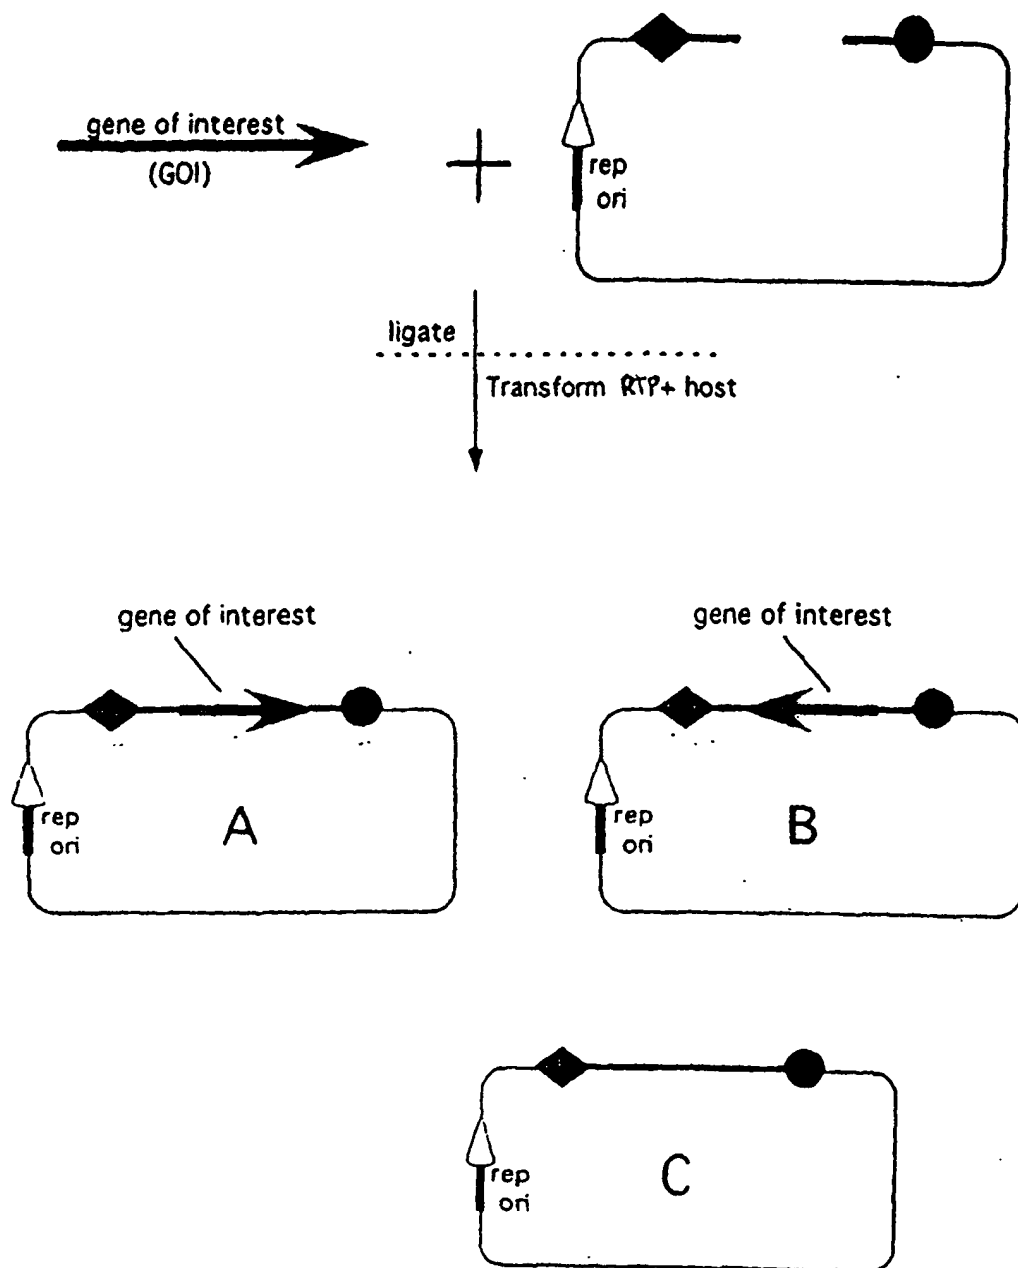 gene of interest
(GOI)
rep
ori
ligate
Transform RTP+ host
gene of interest
gene of interest
rep
ori
A
rep
ori
B
rep
ori
C